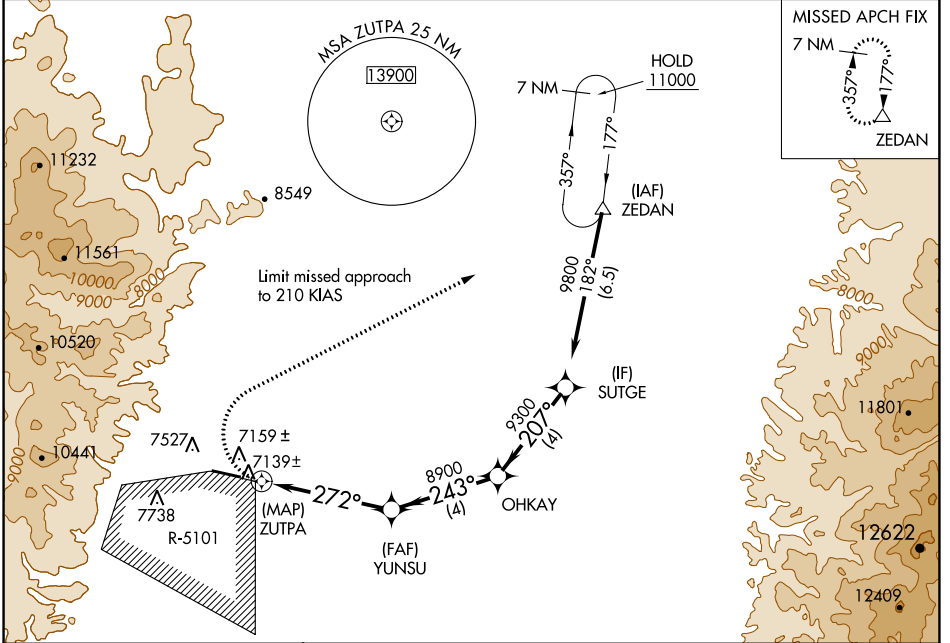 MSA ZUTPA 25 NM
13900
MISSED APCH FIX
7 NM
357°
177°
ZEDAN
HOLD
11000
7 NM
357°
177°
(IAF)
ZEDAN
9800
182°
(6.5)
11232
8549
11561
10000
9000
8000
Limit missed approach
to 210 KIAS
10520
(IF)
SUTGE
9300
207°
(4)
OHKAY
8900
243°
(4)
(FAF)
YUNSU
272°
(MAP)
ZUTPA
7527
7159 ±
7139±
7738
R-5101
10441
9000
8000
9000
11801
12622
12409